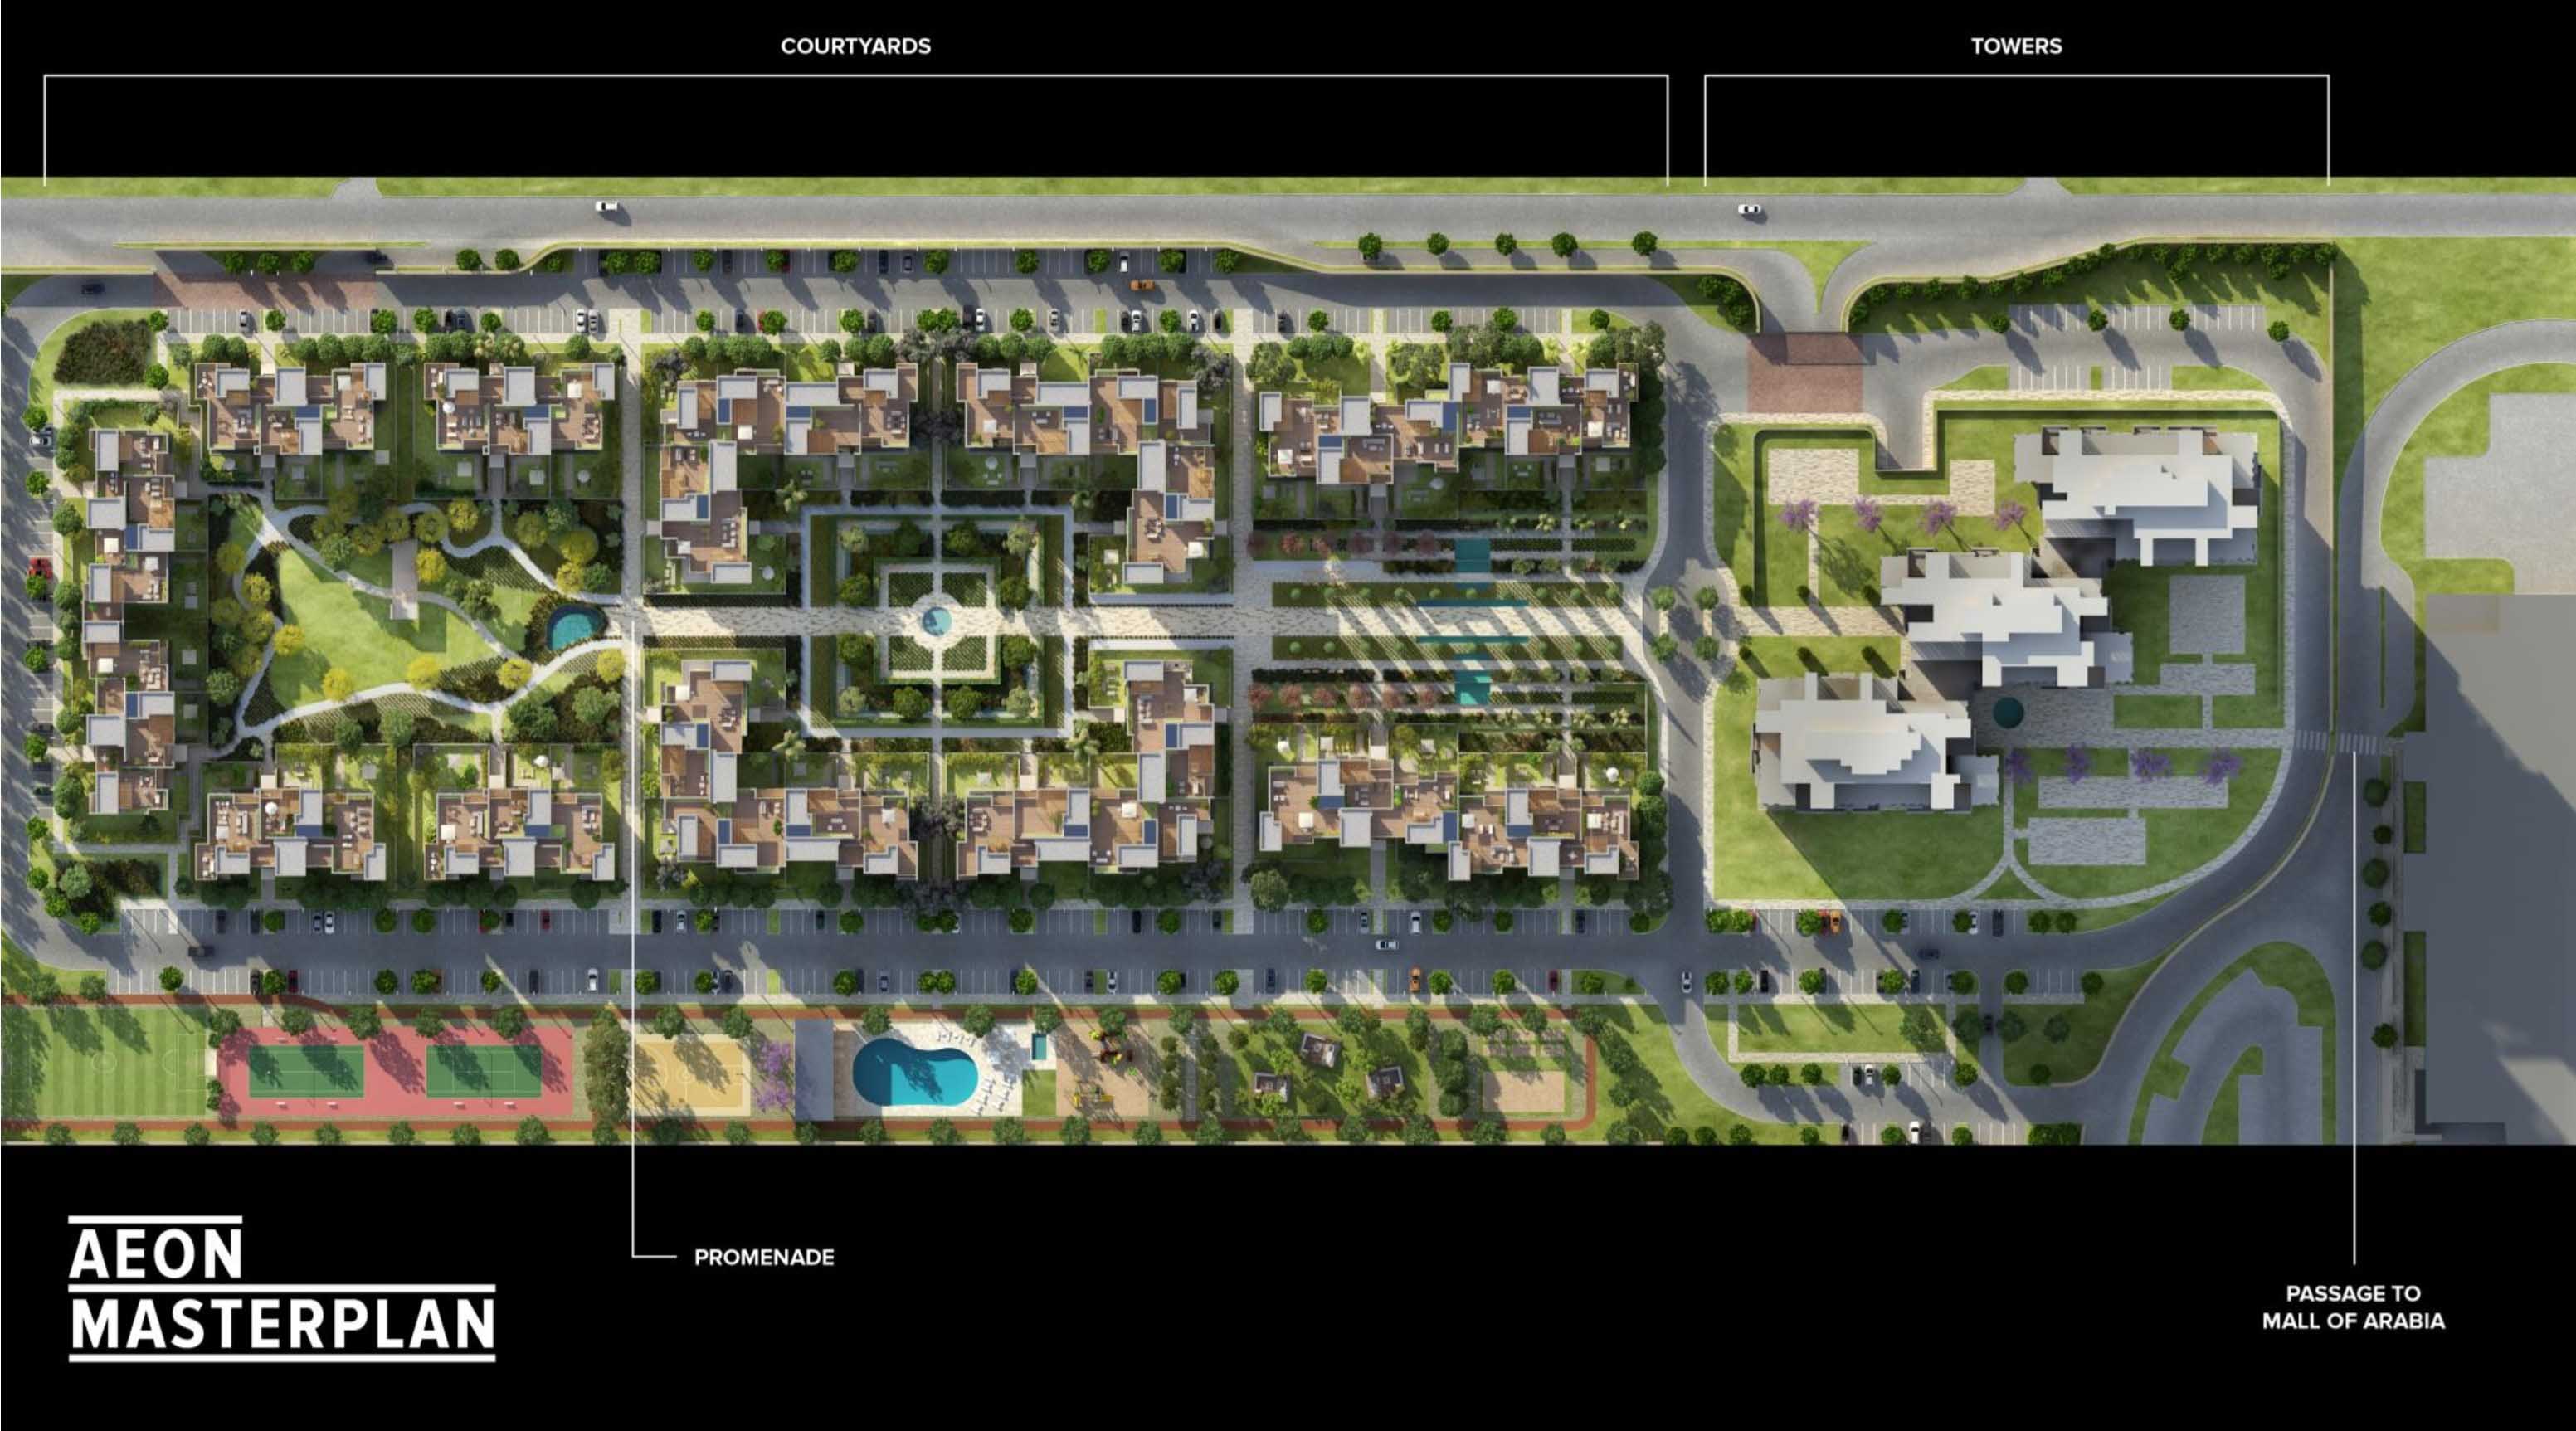 COURTYARDS
TOWERS
PROMENADE
PASSAGE TO
MALL OF ARABIA
AEON
MASTERPLAN